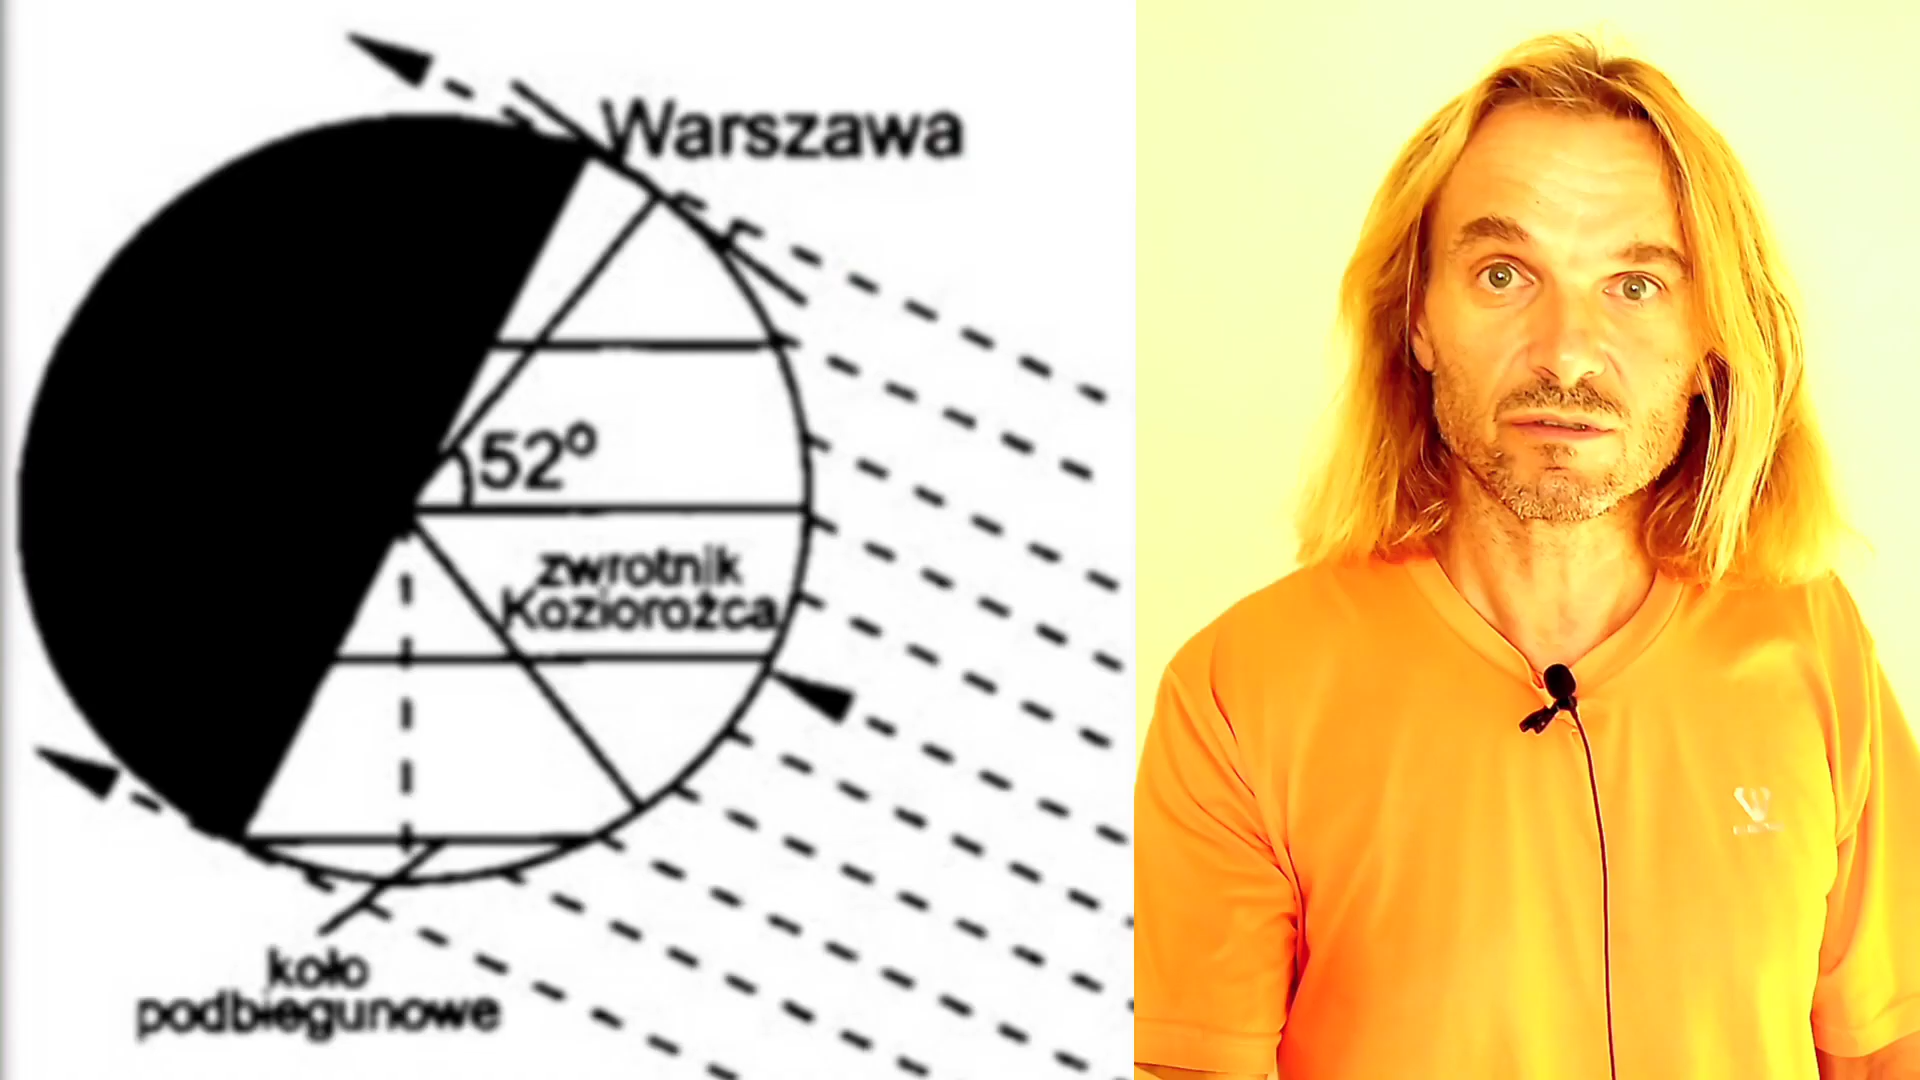 Warszawa
52°
zwrotnik
Koziorożca
koło
podbiegunowe
W